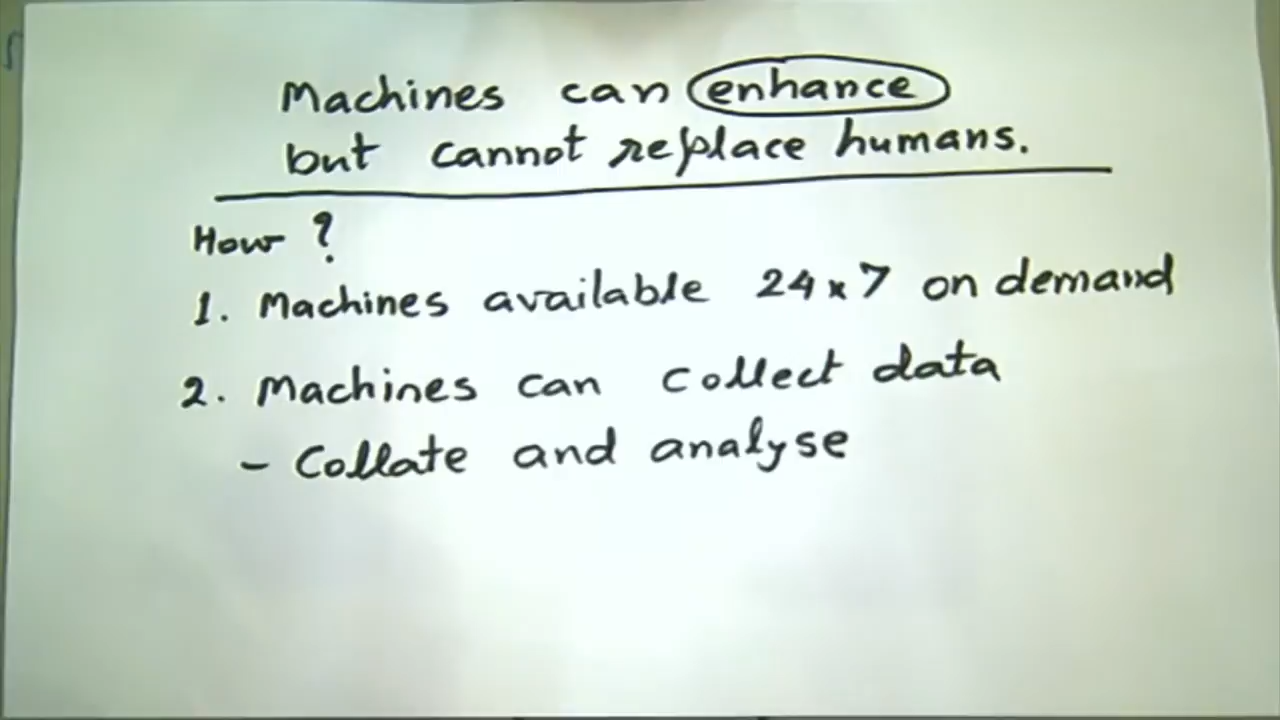 Machines can enhance
but cannot replace humans.
How ?
1. Machines available 24x7 on demand
2. Machines can collect data
- Collate and analyse